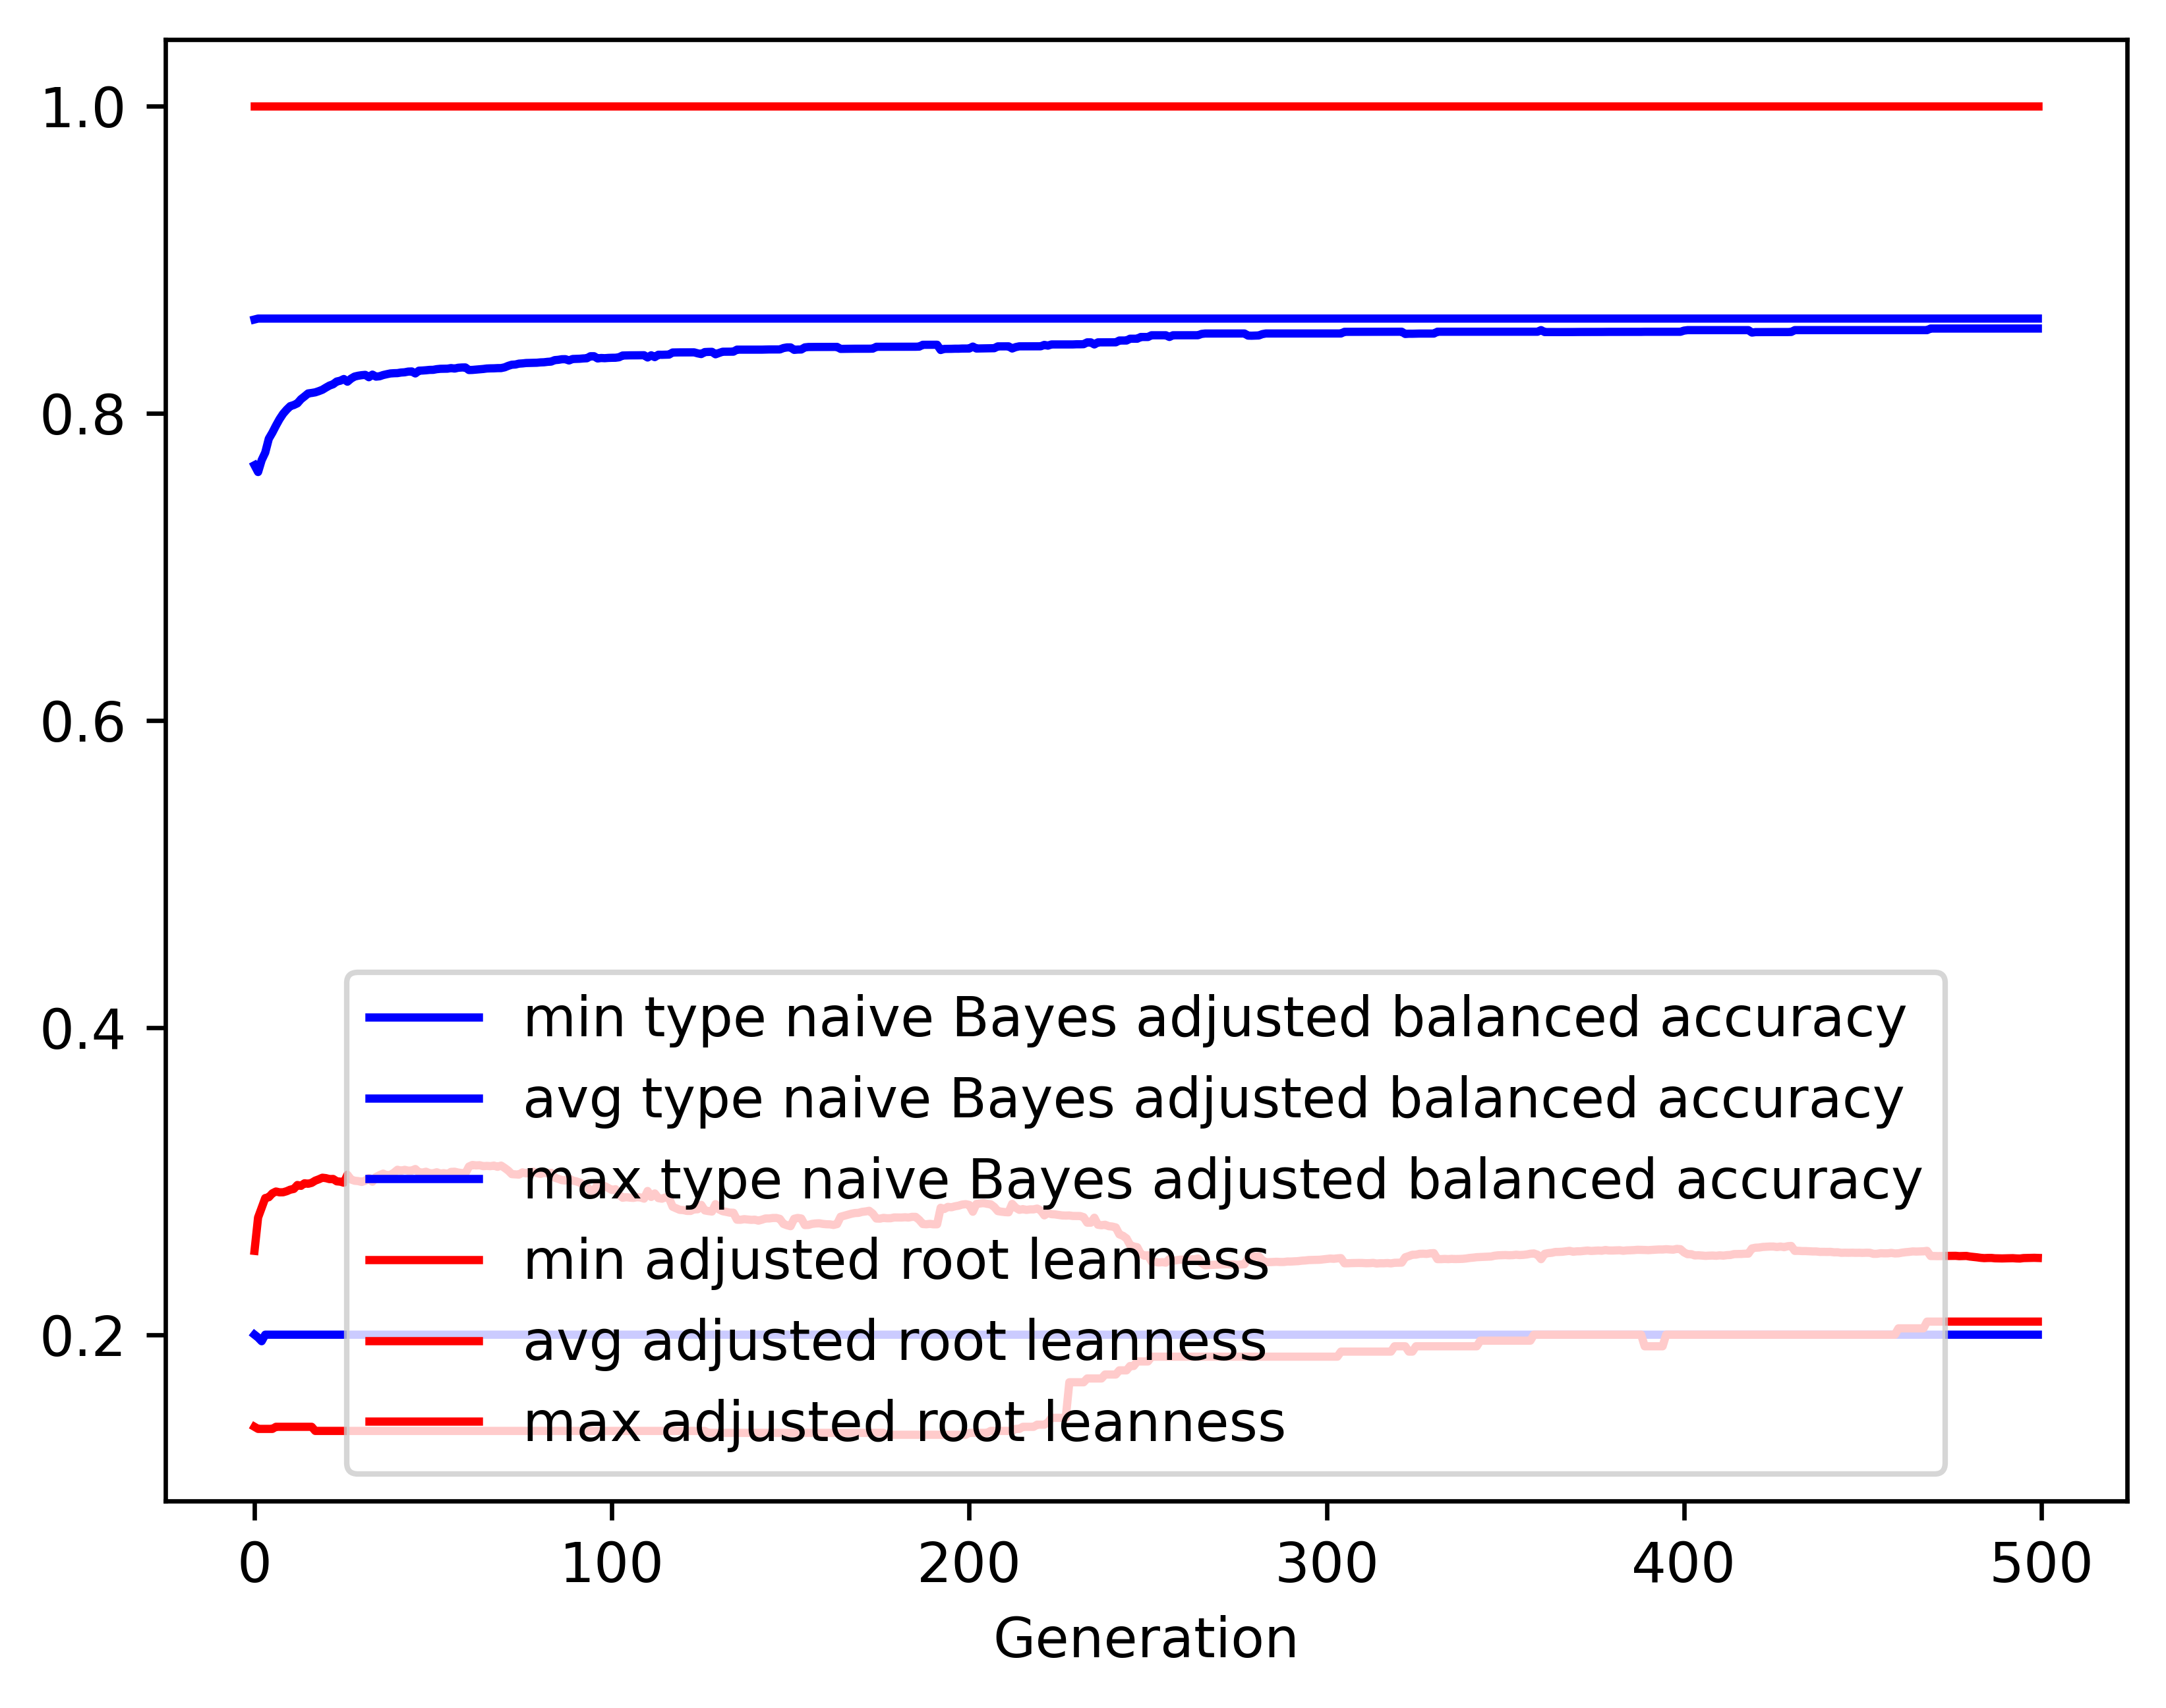 1.0
0.8
0.6
0.4
0.2
min type naive Bayes adjusted balanced accuracy
avg type naive Bayes adjusted balanced accuracy
max type naive Bayes adjusted balanced accuracy
min adjusted root leanness
avg adjusted root leanness
max adjusted root leanness
0 100 200 300 400 500
Generation